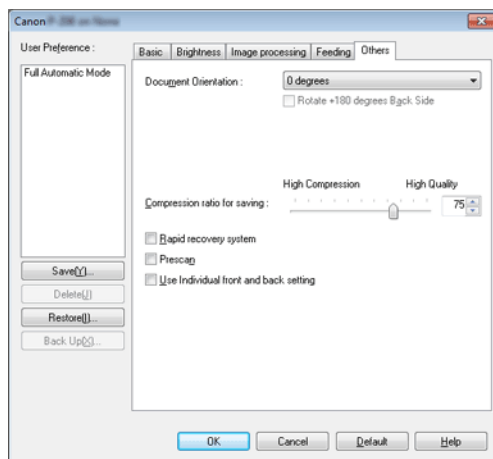 Canon
User Preference :
Full Automatic Mode
Save(Y)...
Delete(J)
Restore(I)...
Back Up(X)...
Basic
Brightness
Image processing
Feeding
Others
Document Orientation :
0 degrees
Rotate +180 degrees Back Side
High Compression
High Quality
Compression ratio for saving :
75
Rapid recovery system
Prescan
Use Individual front and back setting
OK
Cancel
Default
Help